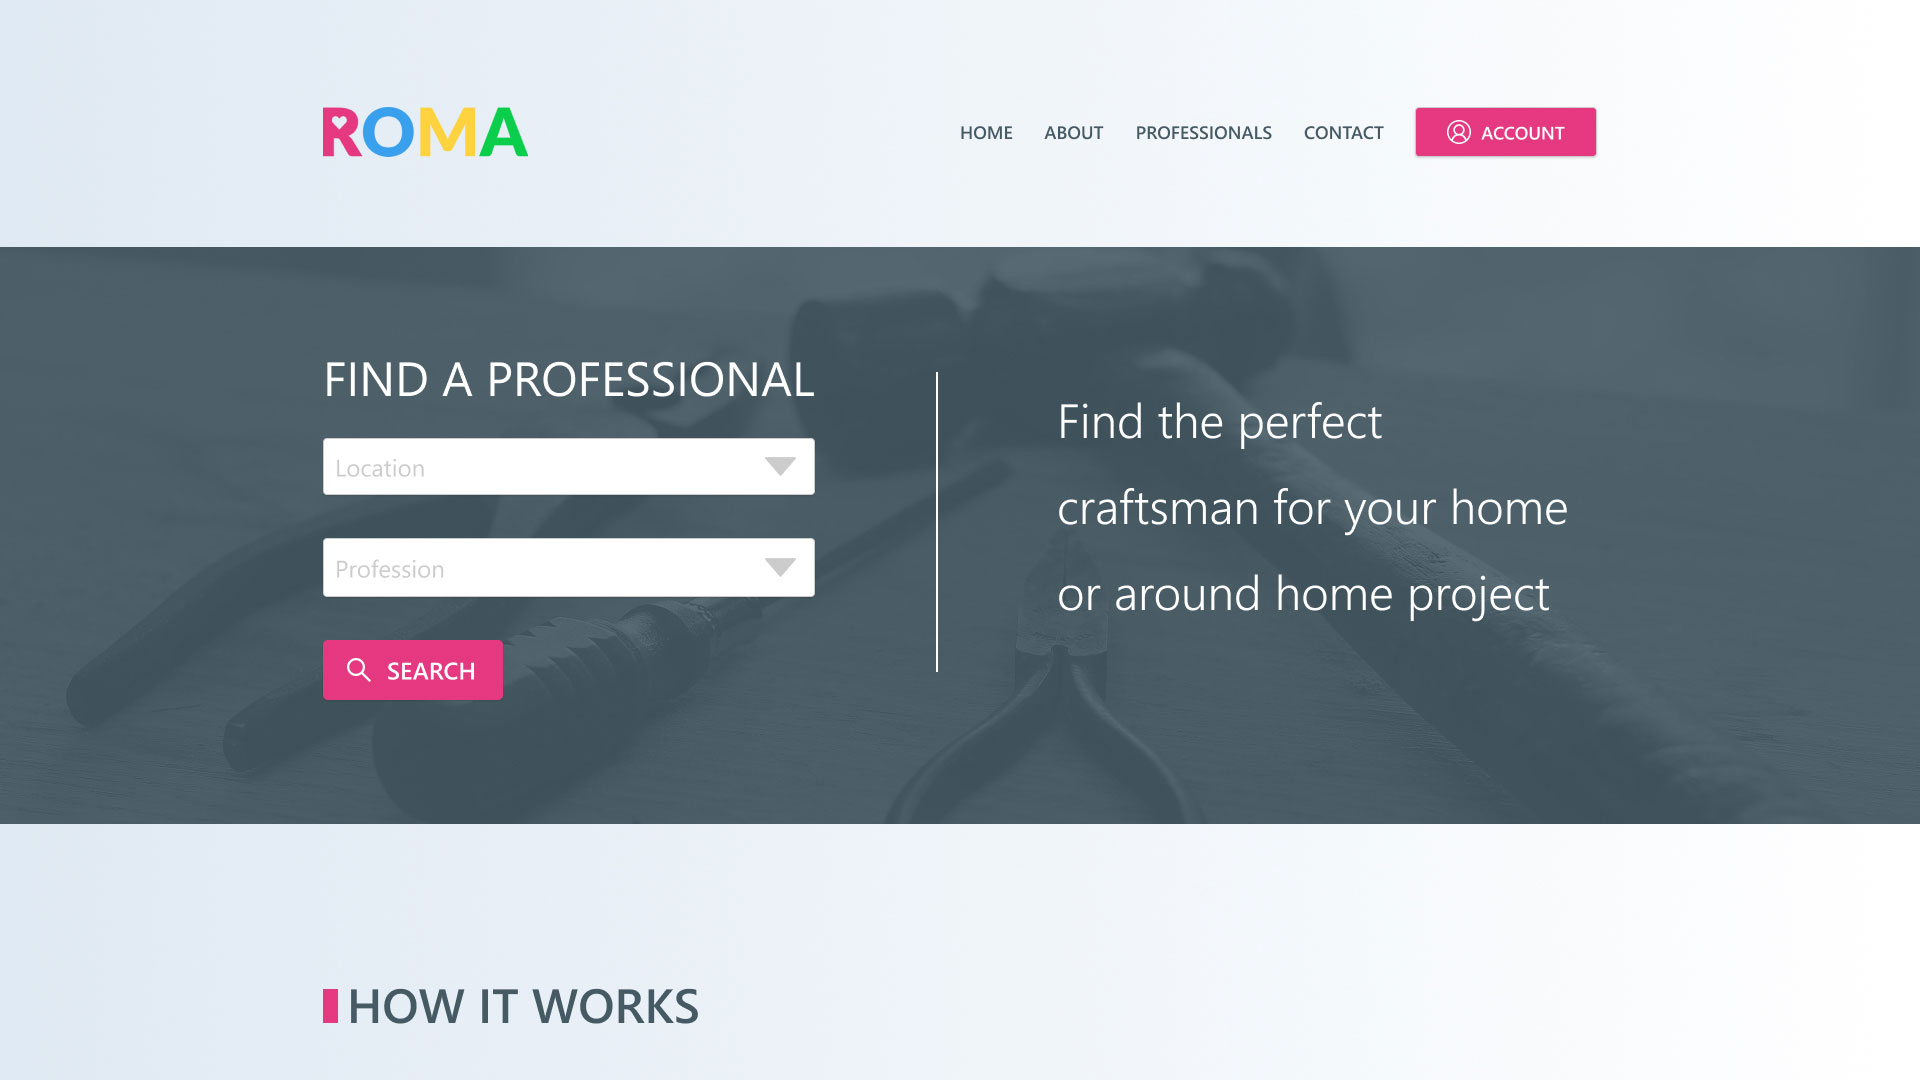 ROMA
HOME
ABOUT
PROFESSIONALS
CONTACT
ACCOUNT
FIND A PROFESSIONAL
Location
Profession
SEARCH
Find the perfect
craftsman for your home
or around home project
HOW IT WORKS